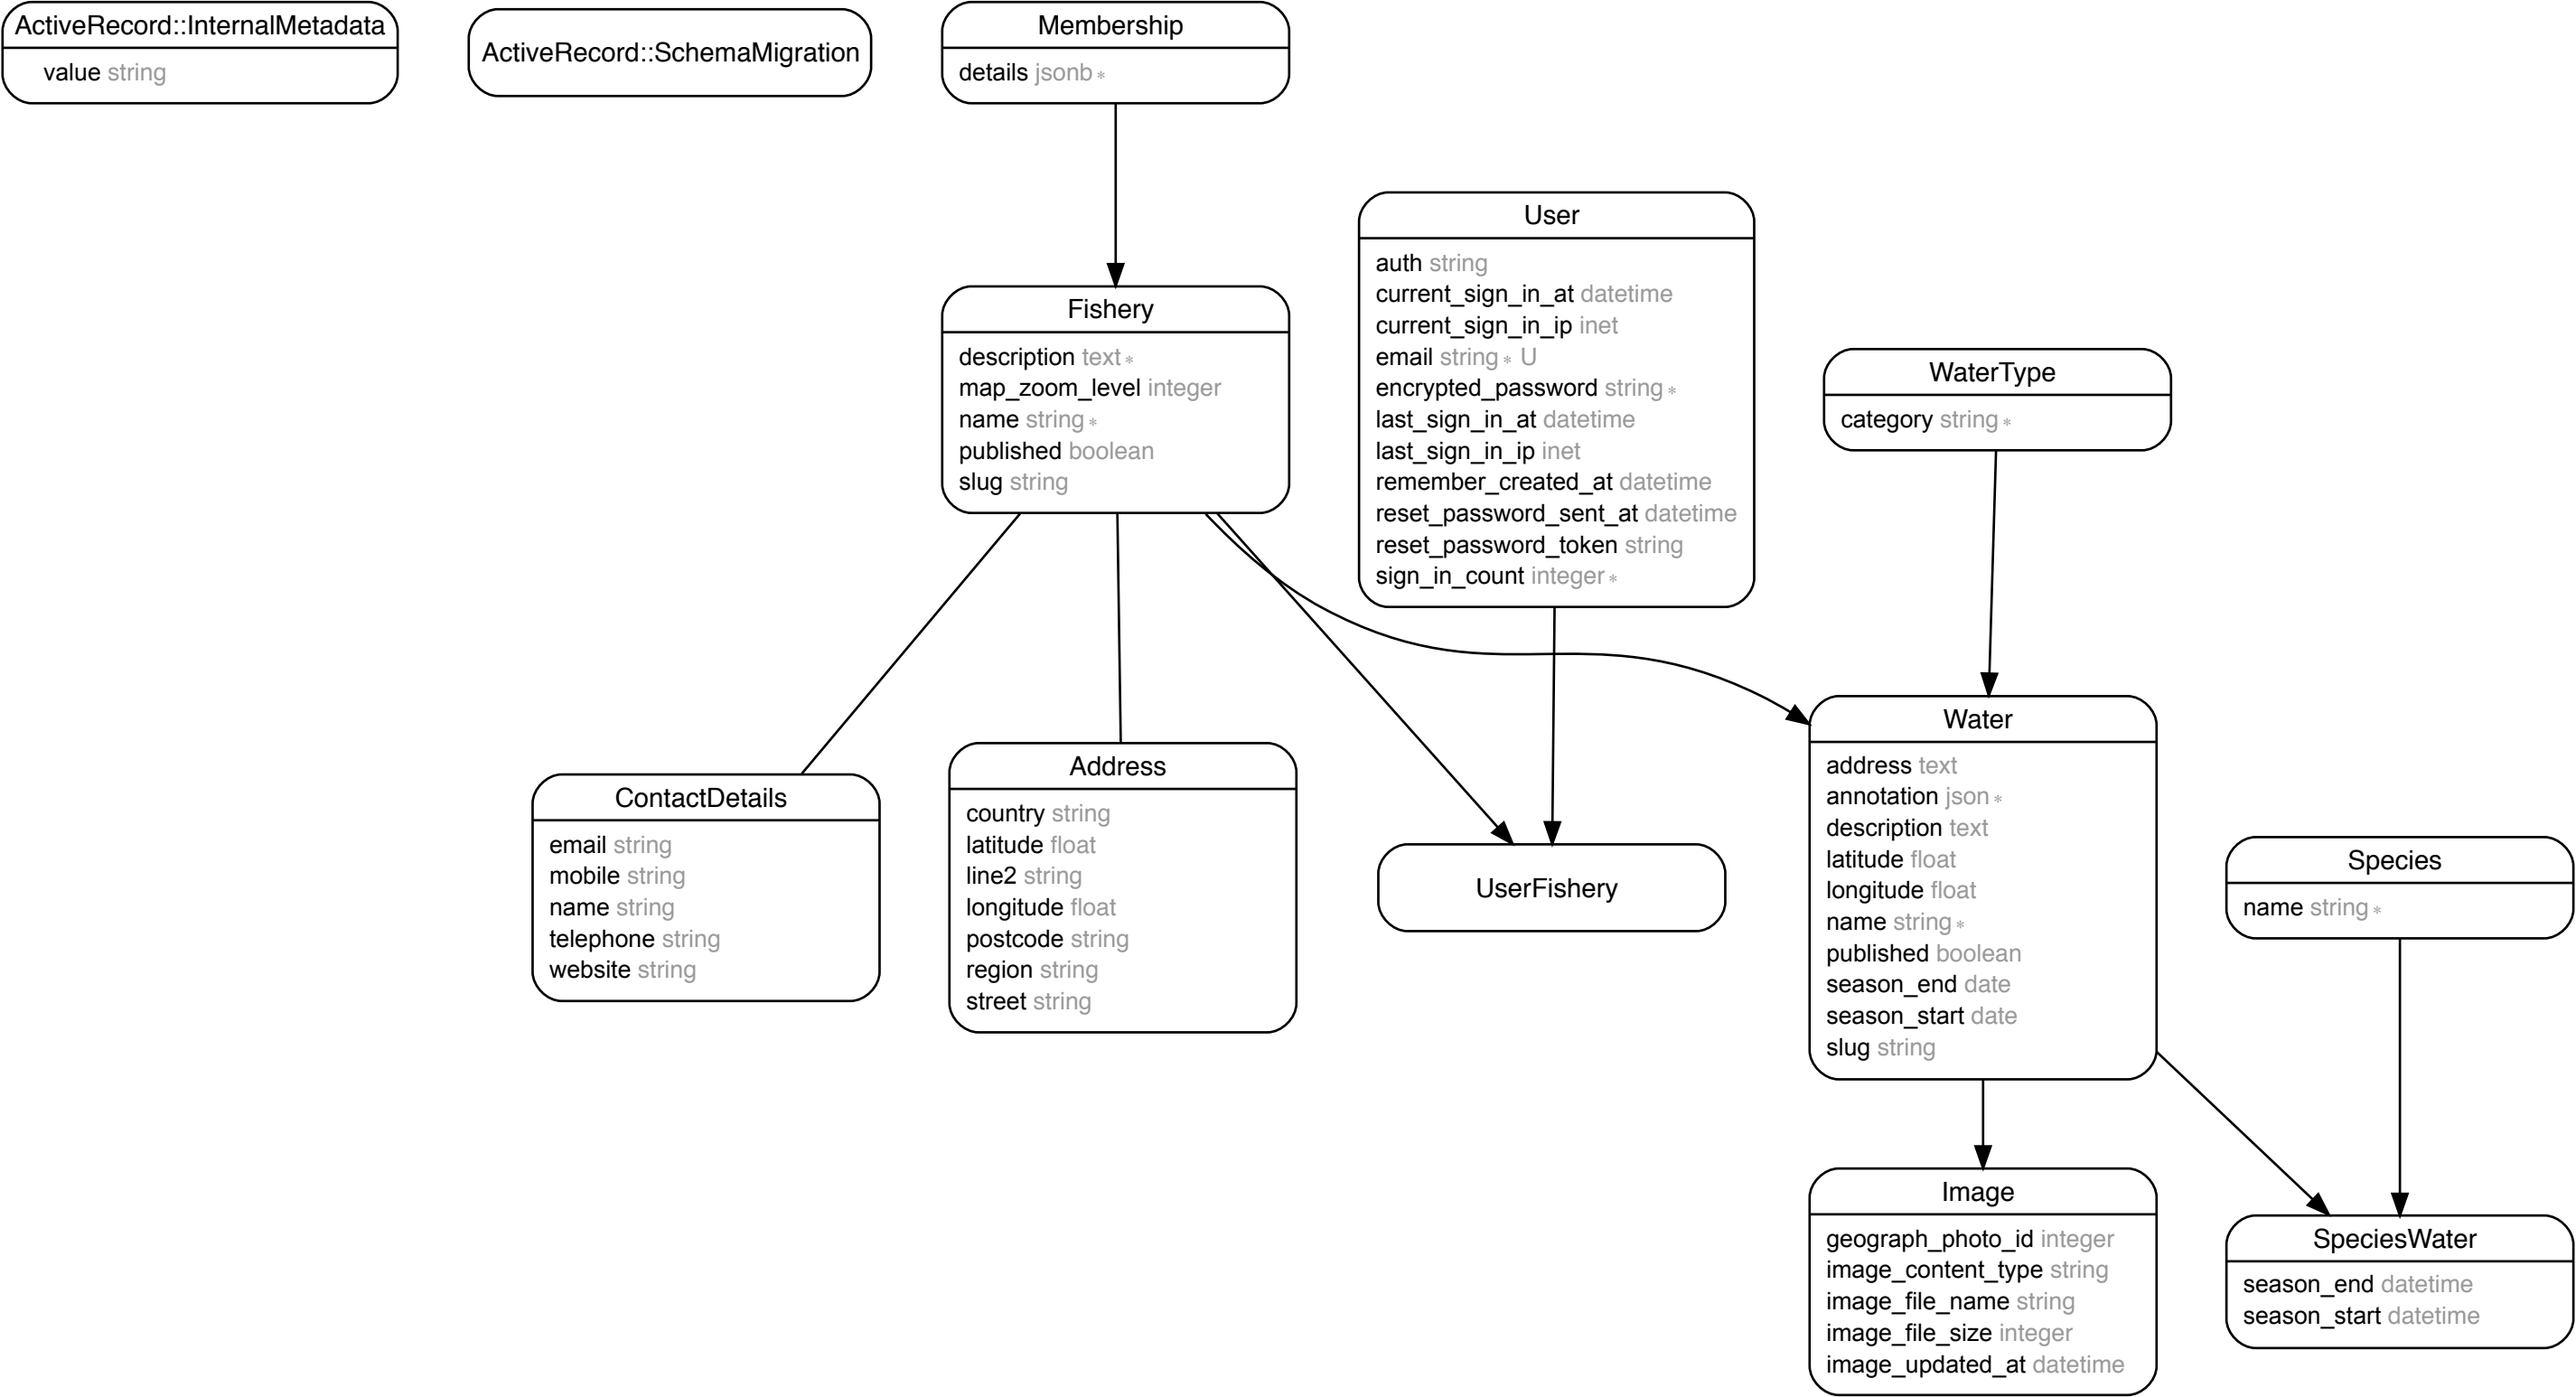 ActiveRecord::InternalMetadata
value string
ActiveRecord::SchemaMigration
Membership
details jsonb *
Fishery
description text *
map_zoom_level integer
name string *
published boolean
slug string
User
auth string
current_sign_in_at datetime
current_sign_in_ip inet
email string * U
encrypted_password string *
last_sign_in_at datetime
last_sign_in_ip inet
remember_created_at datetime
reset_password_sent_at datetime
reset_password_token string
sign_in_count integer *
WaterType
category string *
ContactDetails
email string
mobile string
name string
telephone string
website string
Address
country string
latitude float
line2 string
longitude float
postcode string
region string
street string
UserFishery
Water
address text
annotation json *
description text
latitude float
longitude float
name string *
published boolean
season_end date
season_start date
slug string
Species
name string *
Image
geograph_photo_id integer
image_content_type string
image_file_name string
image_file_size integer
image_updated_at datetime
SpeciesWater
season_end datetime
season_start datetime